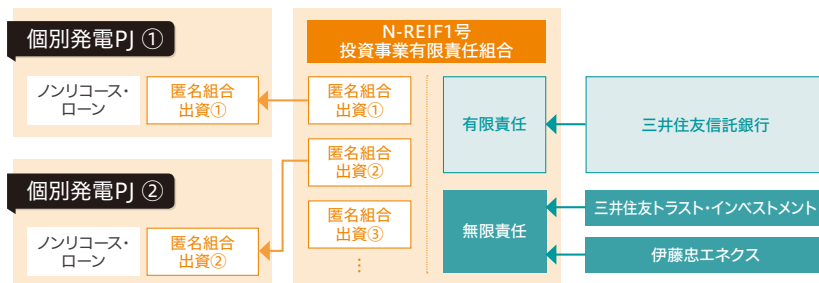 個別発電PJ ①
ノンリコース・
ローン
匿名組合
出資①
個別発電PJ ②
ノンリコース・
ローン
匿名組合
出資②
N-REIF1号
投資事業有限責任組合
匿名組合
出資①
匿名組合
出資②
匿名組合
出資③
⋮
有限責任
無限責任
三井住友信託銀行
三井住友トラスト・インベストメント
伊藤忠エネクス